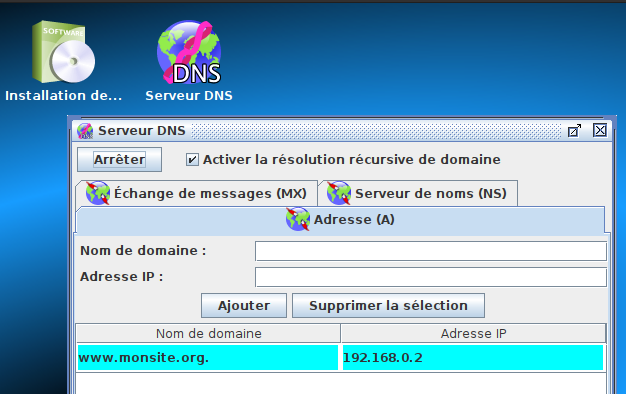 SOFTWARE
DNS
Installation de... Serveur DNS
Serveur DNS
Arrêter Activer la résolution récursive de domaine
Échange de messages (MX) Serveur de noms (NS)
Adresse (A)
Nom de domaine :
Adresse IP :
Ajouter Supprimer la sélection
Nom de domaine Adresse IP
www.monsite.org. 192.168.0.2